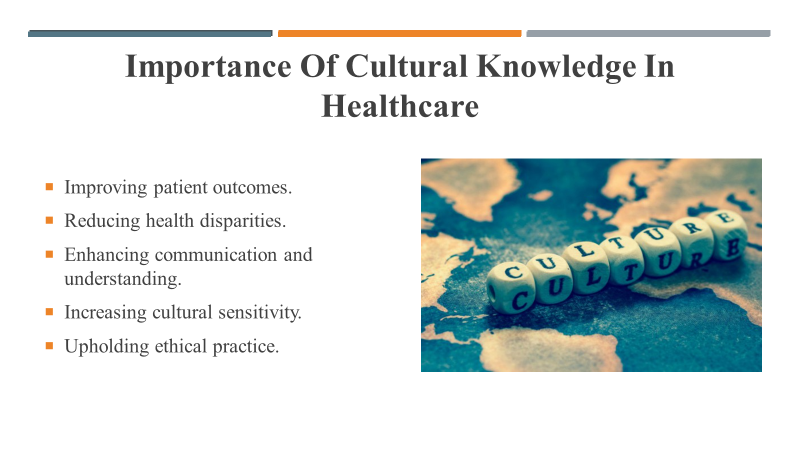 Importance Of Cultural Knowledge In
Healthcare
Improving patient outcomes.
Reducing health disparities.
Enhancing communication and
understanding.
Increasing cultural sensitivity.
Upholding ethical practice.
CULTURE
CULTURE